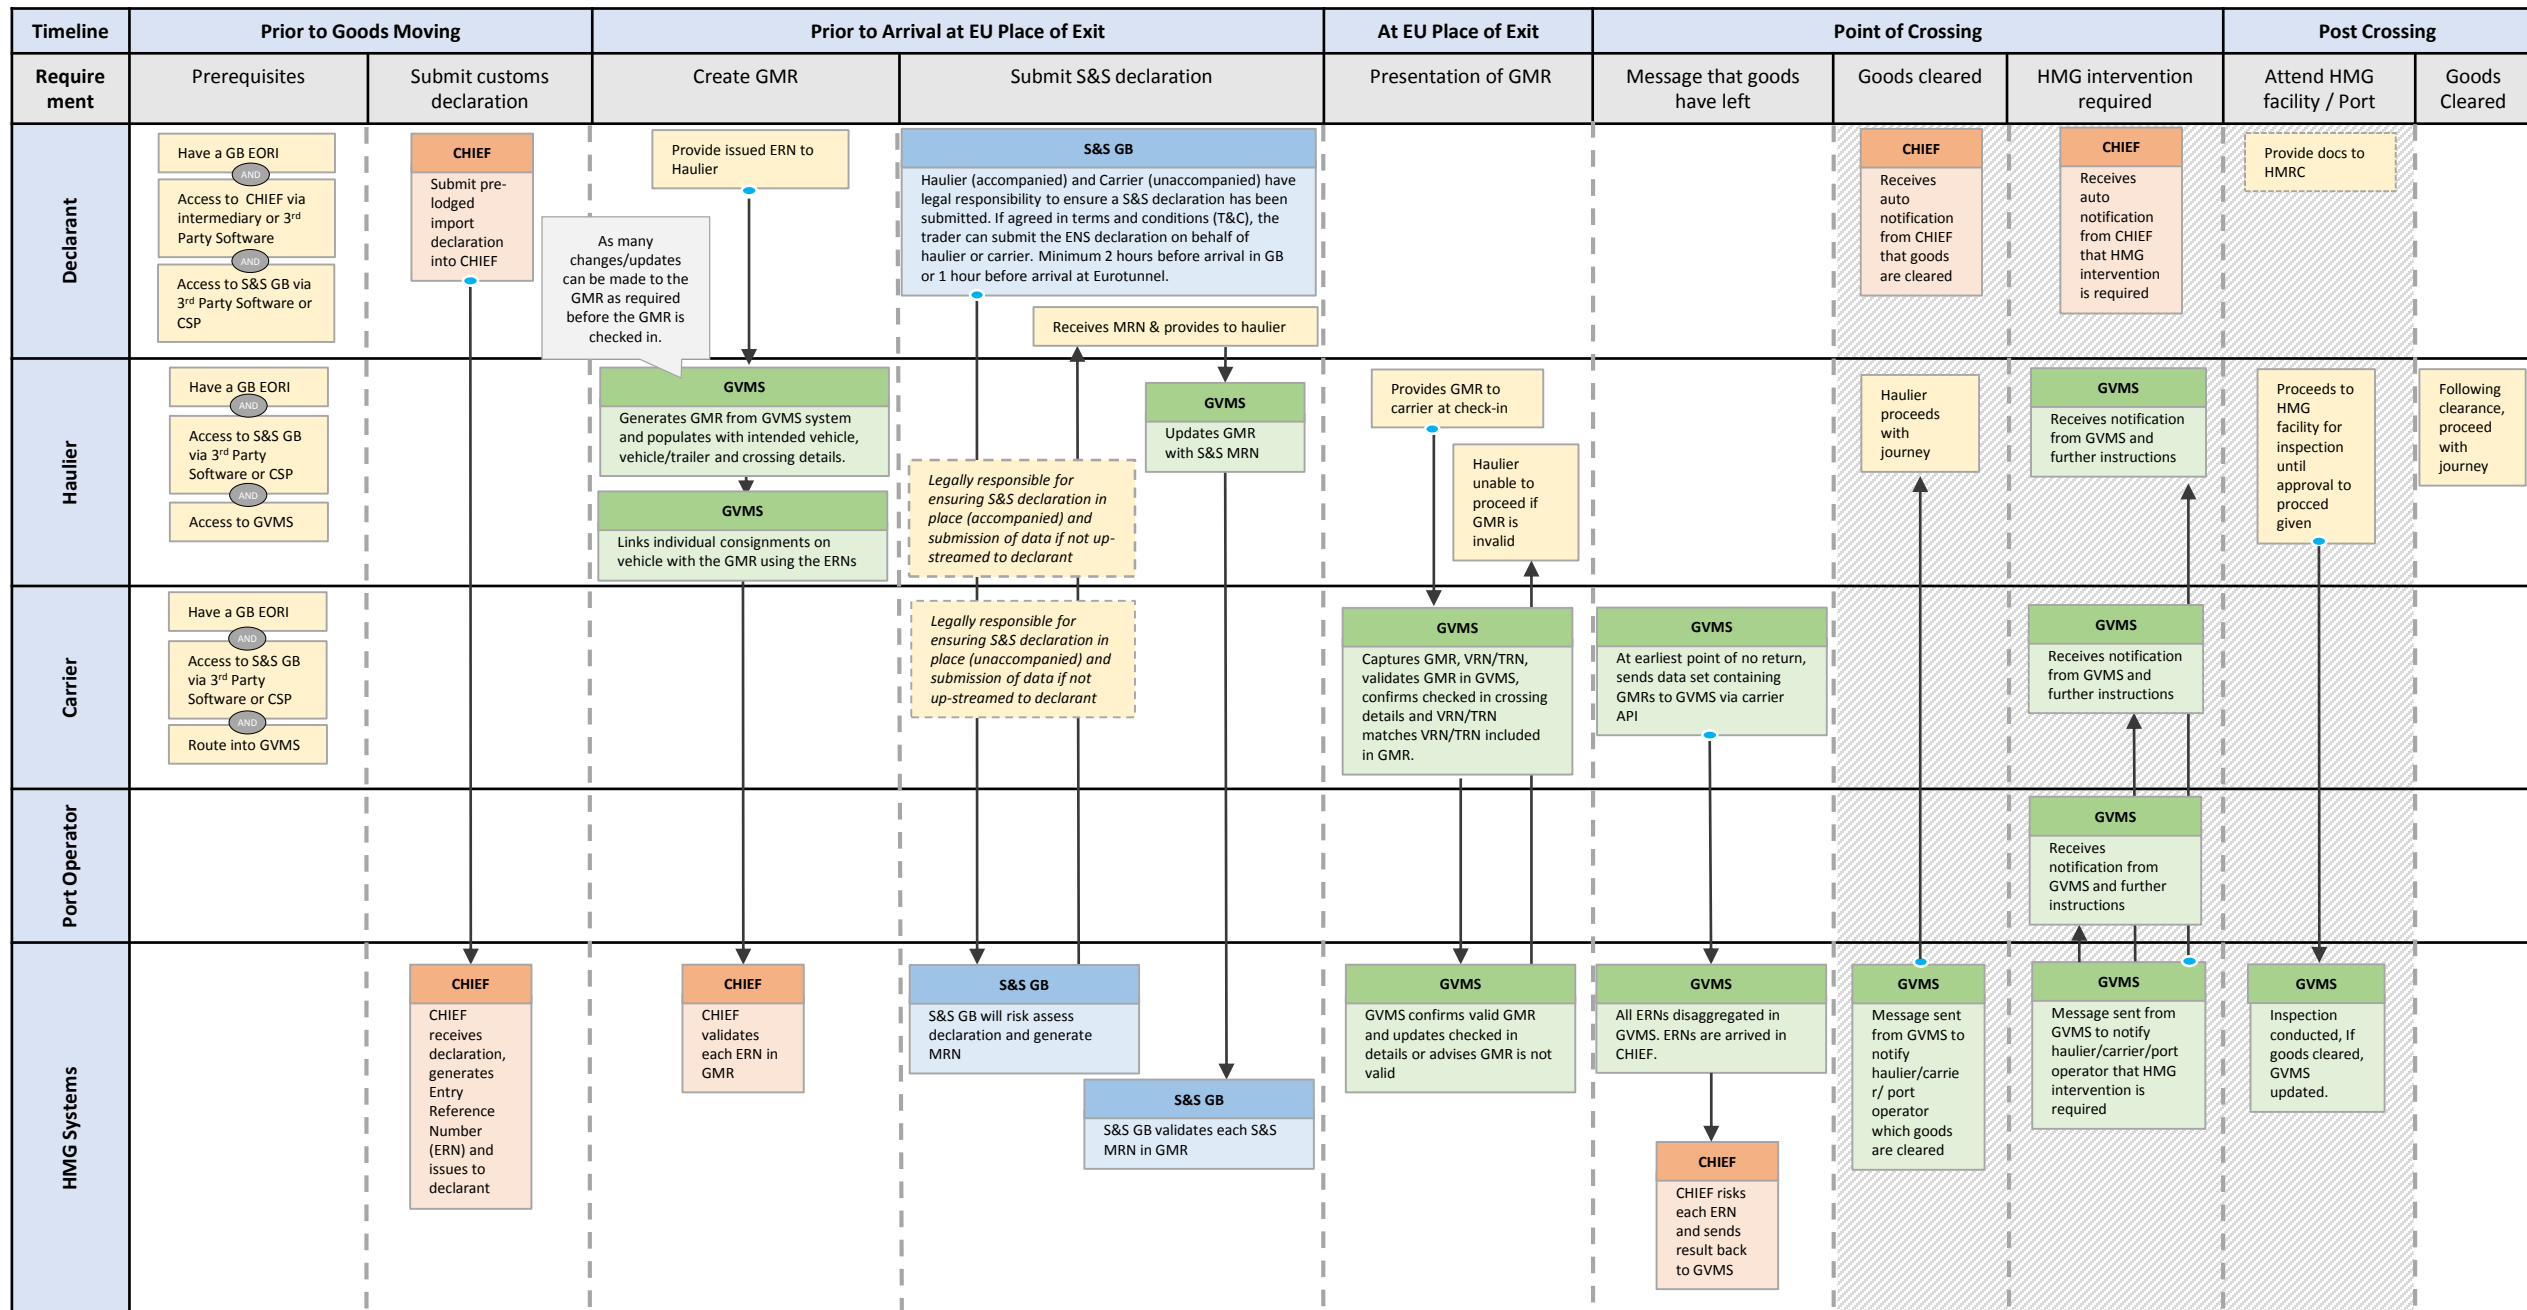 Timeline
Prior to Goods Moving
Prior to Arrival at EU Place of Exit
At EU Place of Exit
Point of Crossing
Post Crossing
Require
ment
Prerequisites
Submit customs
declaration
Create GMR
Submit S&S declaration
Presentation of GMR
Message that goods
have left
Goods cleared
HMG intervention
required
Attend HMG
facility / Port
Goods
Cleared
Declarant
Have a GB EORI
AND
Access to CHIEF via
intermediary or 3rd
Party Software
AND
Access to S&S GB via
3rd Party Software or
CSP
CHIEF
Submit pre-
lodged
import
declaration
into CHIEF
Provide issued ERN to
Haulier
As many
changes/updates
can be made to the
GMR as required
before the GMR is
checked in.
S&S GB
Haulier (accompanied) and Carrier (unaccompanied) have
legal responsibility to ensure a S&S declaration has been
submitted. If agreed in terms and conditions (T&C), the
trader can submit the ENS declaration on behalf of
haulier or carrier. Minimum 2 hours before arrival in GB
or 1 hour before arrival at Eurotunnel.
Receives MRN & provides to haulier
CHIEF
Receives
auto
notification
from CHIEF
that goods
are cleared
CHIEF
Receives
auto
notification
from CHIEF
that HMG
intervention
is required
Provide docs to
HMRC
Haulier
Have a GB EORI
AND
Access to S&S GB
via 3rd Party
Software or CSP
AND
Access to GVMS
GVMS
Generates GMR from GVMS system
and populates with intended vehicle,
vehicle/trailer and crossing details.
GVMS
Links individual consignments on
vehicle with the GMR using the ERNs
Legally responsible for
ensuring S&S declaration in
place (accompanied) and
submission of data if not up-
streamed to declarant
GVMS
Updates GMR
with S&S MRN
Provides GMR to
carrier at check-in
Haulier
unable to
proceed if
GMR is
invalid
Haulier
proceeds
with
journey
GVMS
Receives notification
from GVMS and
further instructions
Proceeds to
HMG
facility for
inspection
until
approval to
procced
given
Following
clearance,
proceed
with
journey
Carrier
Have a GB EORI
AND
Access to S&S GB
via 3rd Party
Software or CSP
AND
Route into GVMS
Legally responsible for
ensuring S&S declaration in
place (unaccompanied) and
submission of data if not
up-streamed to declarant
GVMS
Captures GMR, VRN/TRN,
validates GMR in GVMS,
confirms checked in crossing
details and VRN/TRN
matches VRN/TRN included
in GMR.
GVMS
At earliest point of no return,
sends data set containing
GMRs to GVMS via carrier
API
GVMS
Receives notification
from GVMS and
further instructions
Port Operator
GVMS
Receives
notification from
GVMS and further
instructions
HMG Systems
CHIEF
CHIEF
receives
declaration,
generates
Entry
Reference
Number
(ERN) and
issues to
declarant
CHIEF
CHIEF
validates
each ERN in
GMR
S&S GB
S&S GB will risk assess
declaration and generate
MRN
S&S GB
S&S GB validates each S&S
MRN in GMR
GVMS
GVMS confirms valid GMR
and updates checked in
details or advises GMR is not
valid
GVMS
All ERNs disaggregated in
GVMS. ERNs are arrived in
CHIEF.
CHIEF
CHIEF risks
each ERN
and sends
result back
to GVMS
GVMS
Message sent
from GVMS to
notify
haulier/carrie
r/ port
operator
which goods
are cleared
GVMS
Message sent from
GVMS to notify
haulier/carrier/port
operator that HMG
intervention is
required
GVMS
Inspection
conducted, If
goods cleared,
GVMS
updated.